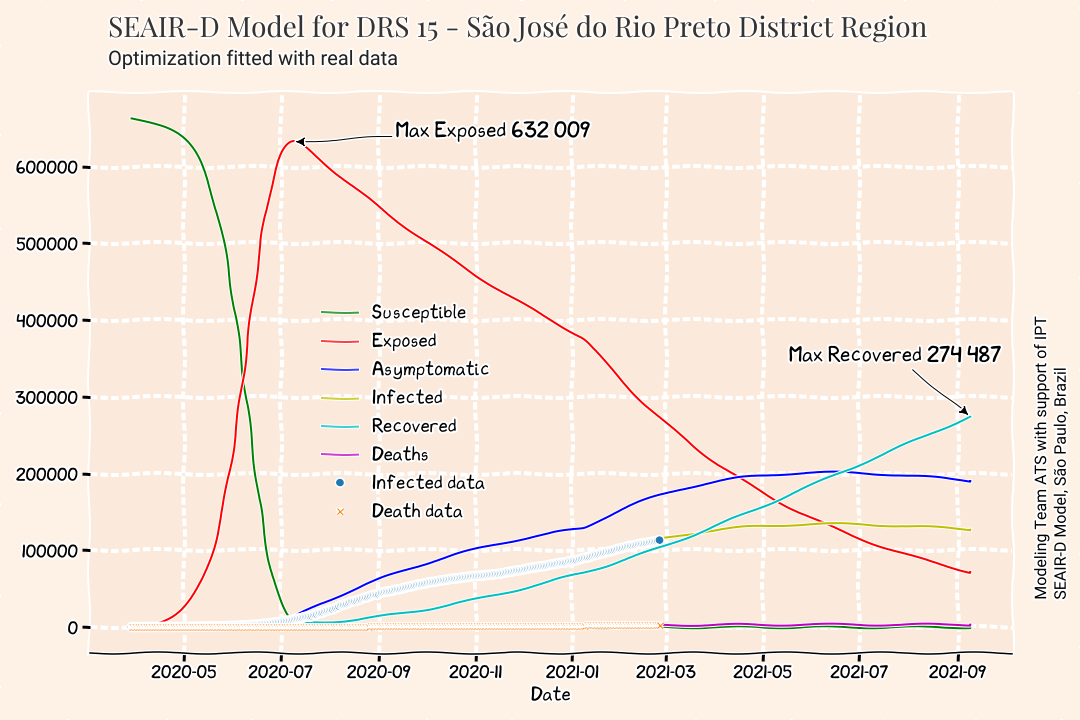 SEAIR-D Model for DRS 15 - São José do Rio Preto District Region
Optimization fitted with real data
Max Exposed 632 009
600000
500000
400000
300000
200000
100000
0
Susceptible
Exposed
Asymptomatic
Infected
Recovered
Deaths
Infected data
Death data
Max Recovered 274 487
2020-05
2020-07
2020-09
2020-11
2021-01
2021-03
2021-05
2021-07
2021-09
Date
Modeling Team ATS with support of IPT
SEAIR-D Model, São Paulo, Brazil